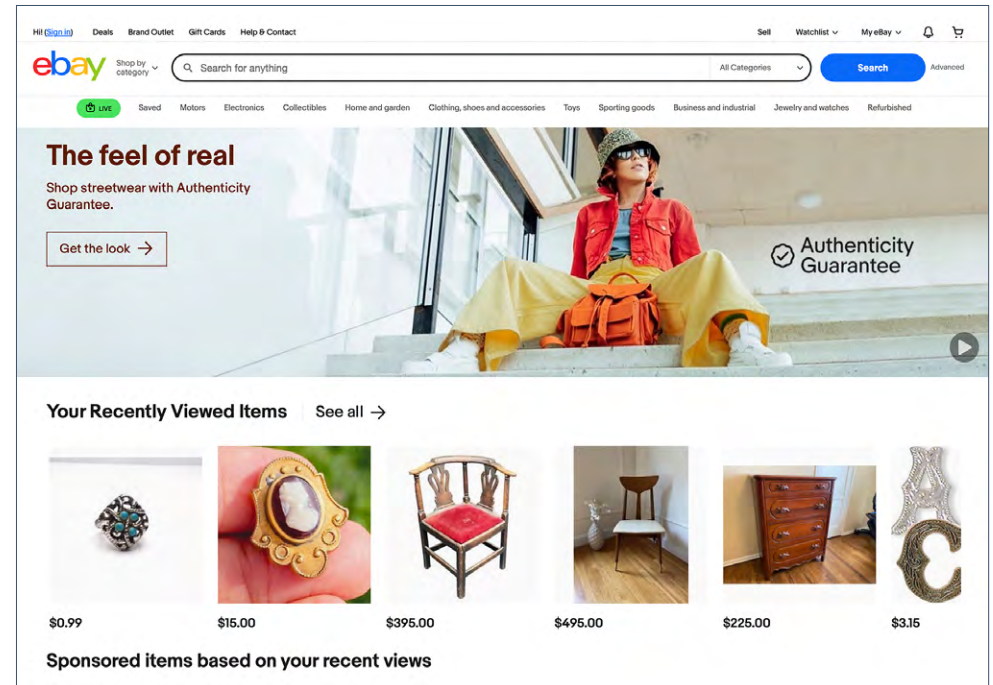 Hi! (Sign in) Deals Brand Outlet Gift Cards Help & Contact Sell Watchlist My eBay
ebay Shop by category Search for anything All Categories Search Advanced
LIVE Saved Motors Electronics Collectibles Home and garden Clothing, shoes and accessories Toys Sporting goods Business and industrial Jewelry and watches Refurbished
The feel of real
Shop streetwear with Authenticity
Guarantee.
Get the look
Authenticity
Guarantee
Your Recently Viewed Items See all
$0.99 $15.00 $395.00 $495.00 $225.00 $3.15
Sponsored items based on your recent views